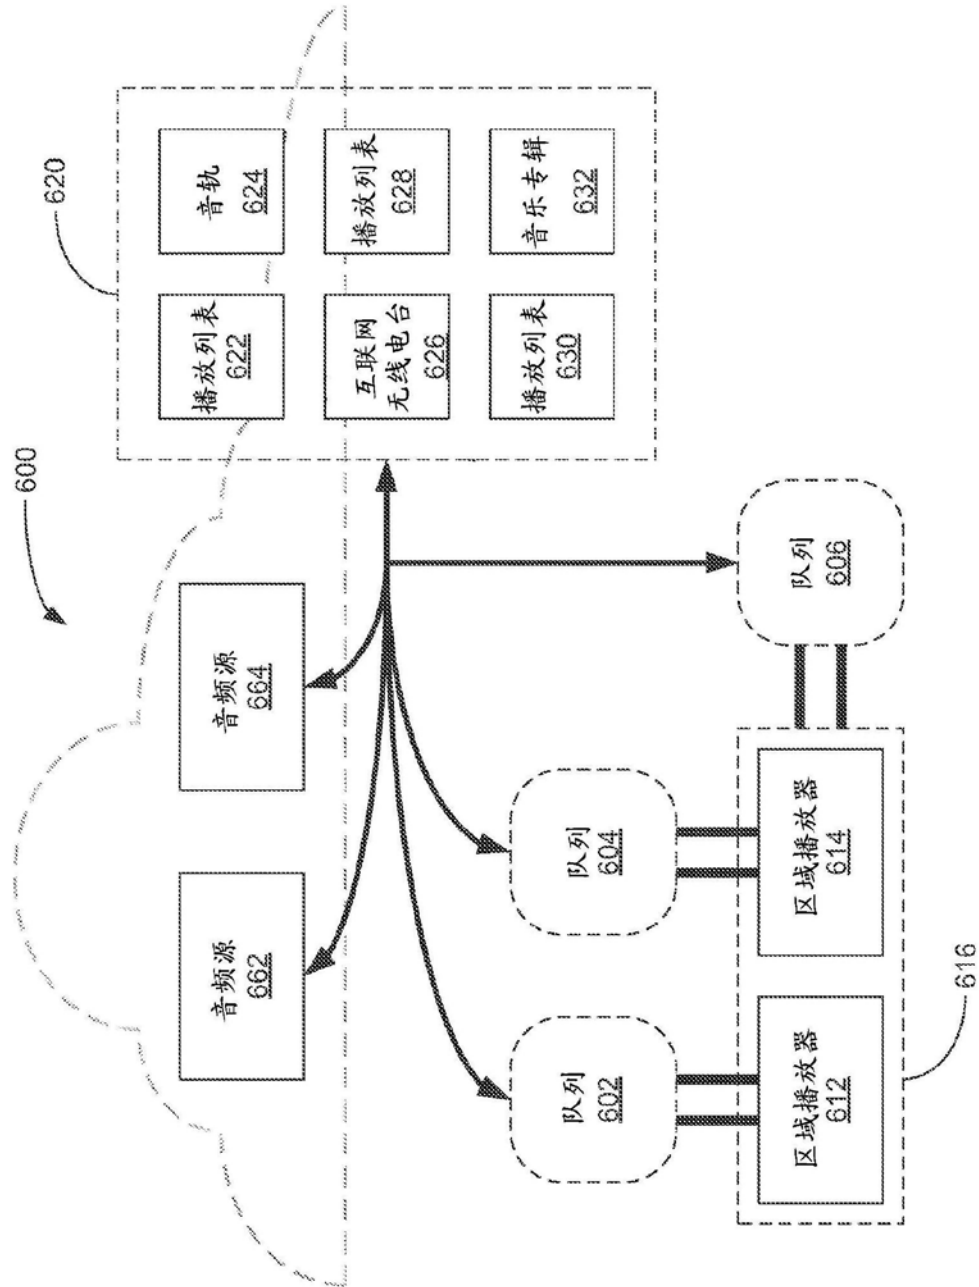 600
620
音频源
662
音频源
664
播放列表
622
音轨
624
互联网
无线电台
626
播放列表
628
播放列表
630
音乐专辑
632
队列
602
队列
604
队列
606
区域播放器
612
区域播放器
614
616